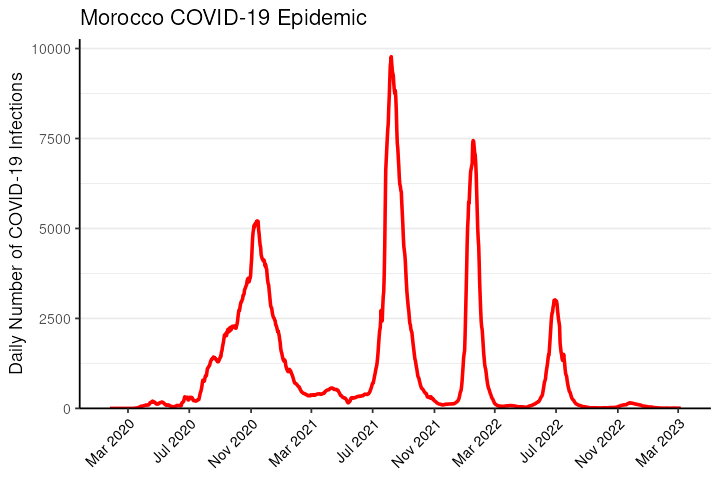 Morocco COVID-19 Epidemic
Daily Number of COVID-19 Infections
10000
7500
5000
2500
0
Mar 2020
Jul 2020
Nov 2020
Mar 2021
Jul 2021
Nov 2021
Mar 2022
Jul 2022
Nov 2022
Mar 2023